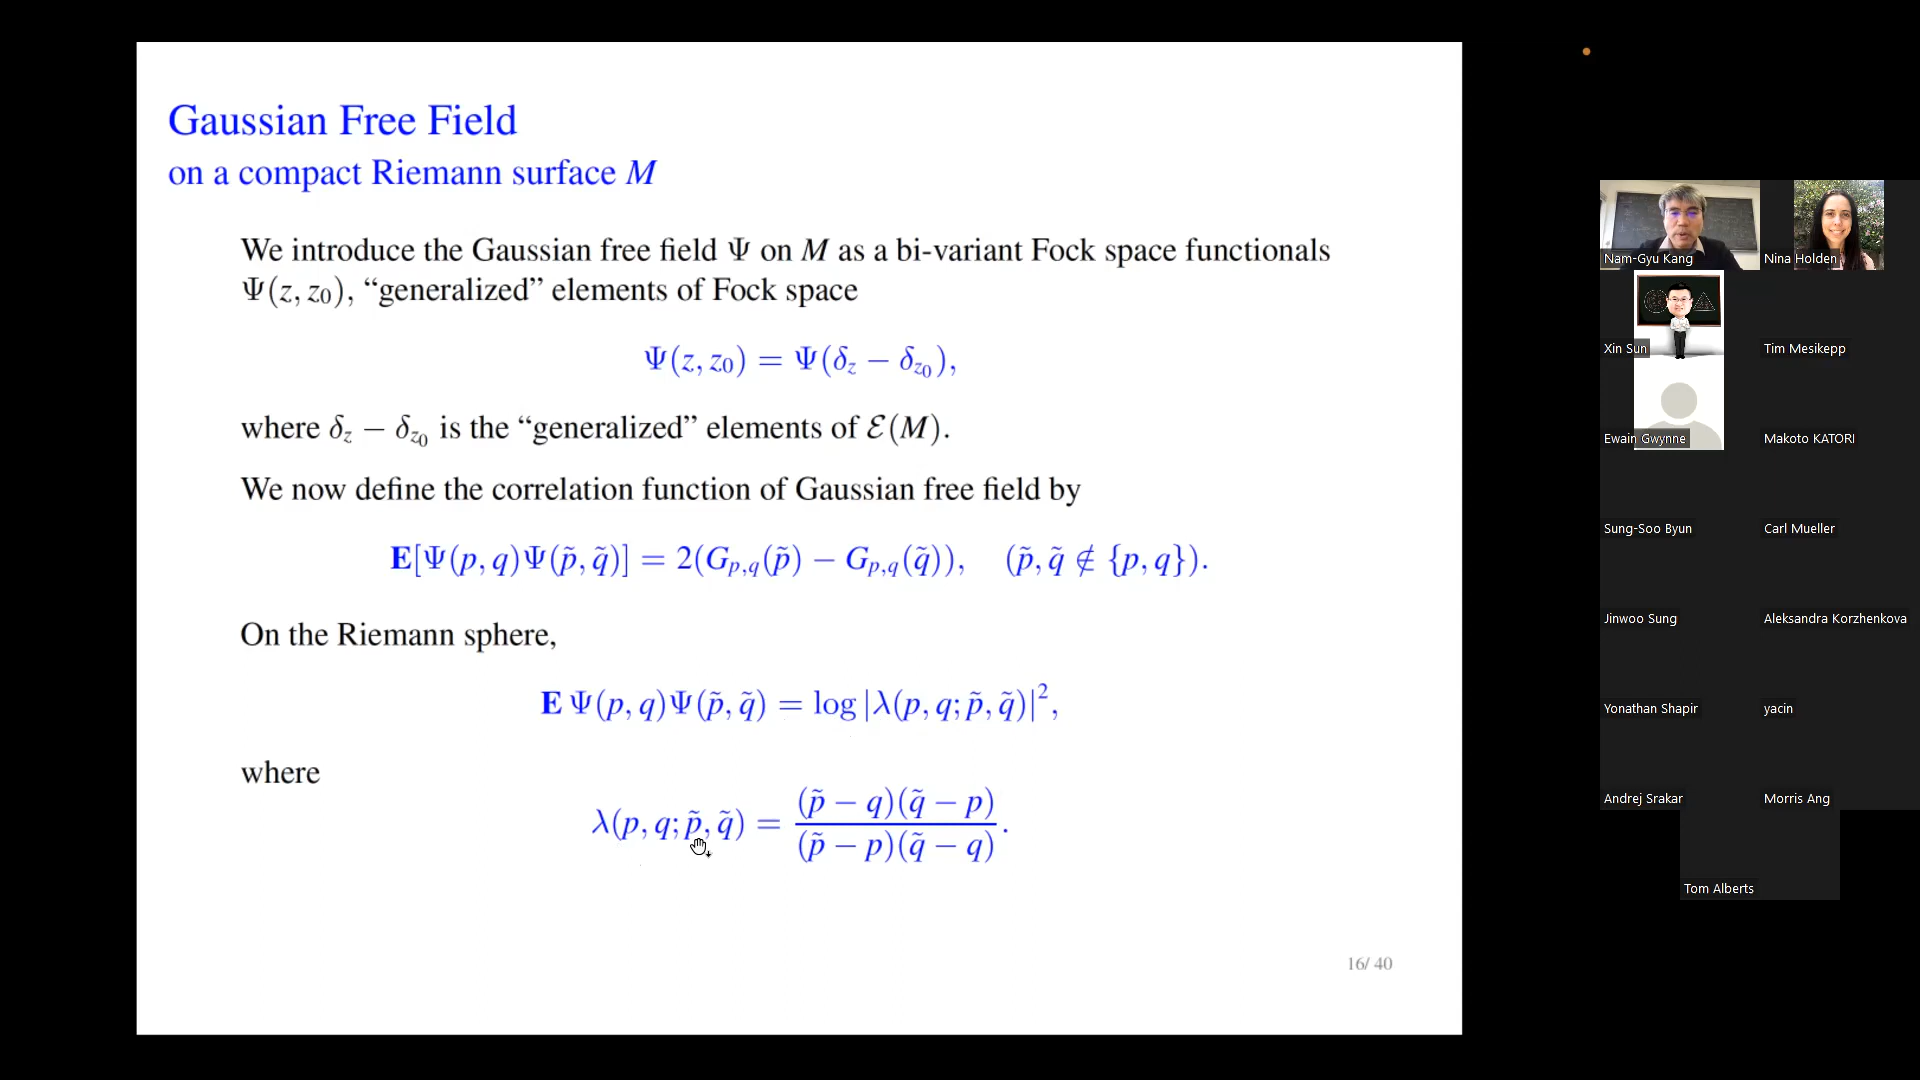 Gaussian Free Field
on a compact Riemann surface M
We introduce the Gaussian free field Ψ on M as a bi-variant Fock space functionals
Ψ(z, z₀), “generalized” elements of Fock space
Ψ(z, z₀) = Ψ(δ_z − δ_{z₀}),
where δ_z − δ_{z₀} is the “generalized” elements of ℰ(M).
We now define the correlation function of Gaussian free field by
E[Ψ(p, q)Ψ(p̃, q̃)] = 2(G_{p,q}(p̃) − G_{p,q}(q̃)), (p̃, q̃ ∉ {p, q}).
On the Riemann sphere,
E Ψ(p, q)Ψ(p̃, q̃) = log |λ(p, q; p̃, q̃)|²,
where
λ(p, q; p̃, q̃) = (p̃ − q)(q̃ − p) / (p̃ − p)(q̃ − q).
16/ 40
Nam-Gyu Kang
Nina Holden
Xin Sun
Tim Mesikepp
Ewain Gwynne
Makoto KATORI
Sung-Soo Byun
Carl Mueller
Jinwoo Sung
Aleksandra Korzhenkova
Yonathan Shapir
yacin
Andrej Srakar
Morris Ang
Tom Alberts